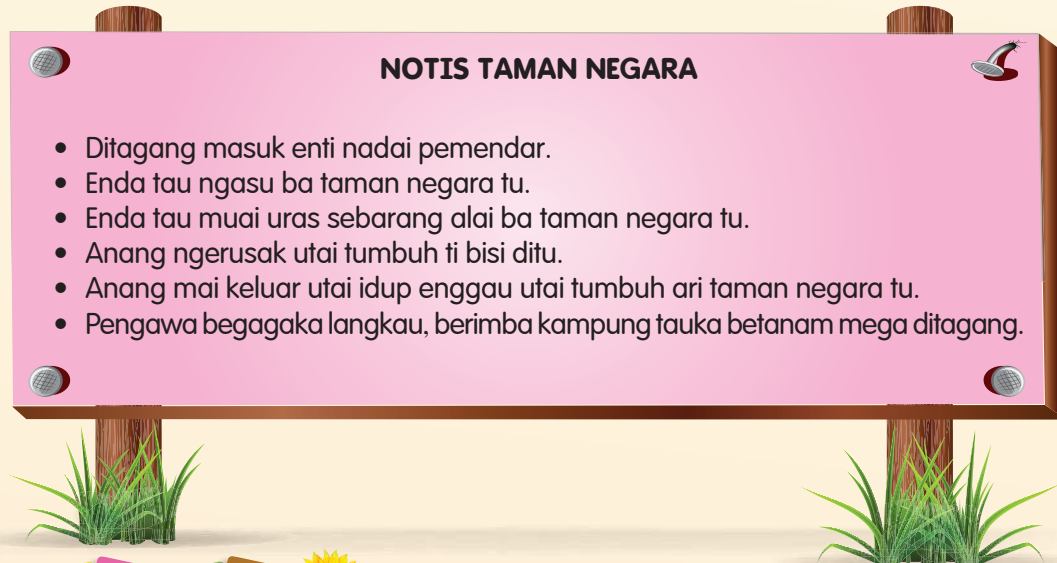 NOTIS TAMAN NEGARA
• Ditagang masuk enti nadai pemendar.
• Enda tau ngasu ba taman negara tu.
• Enda tau muai uras sebarang alai ba taman negara tu.
• Anang ngerusak utai tumbuh ti bisi ditu.
• Anang mai keluar utai idup enggau utai tumbuh ari taman negara tu.
• Pengawa begagaka langkau, berimba kampung tauka betanam mega ditagang.